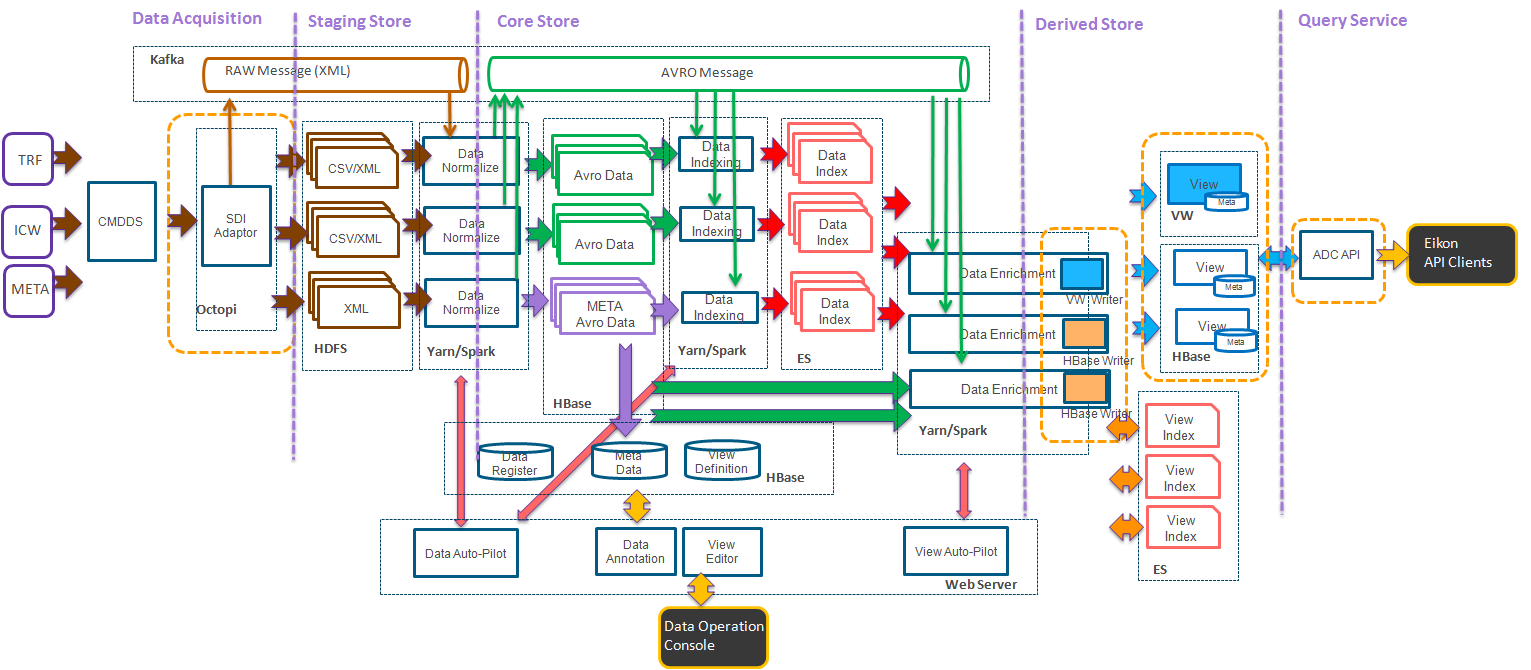 Data Acquisition
Staging Store
Core Store
Derived Store
Query Service
Kafka
RAW Message (XML)
AVRO Message
TRF
ICW
META
CMDDS
SDI
Adaptor
Octopi
CSV/XML
CSV/XML
XML
HDFS
Data
Normalize
Data
Normalize
Data
Normalize
Yarn/Spark
Avro Data
Avro Data
META
Avro Data
HBase
Data
Indexing
Data
Indexing
Data
Indexing
Yarn/Spark
Data
Index
Data
Index
Data
Index
ES
Data Enrichment
VW Writer
Data Enrichment
HBase Writer
Data Enrichment
HBase Writer
Yarn/Spark
View
Meta
VW
View
Meta
View
Meta
HBase
ADC API
Eikon
API Clients
View
Index
View
Index
View
Index
ES
Data
Register
Meta
Data
View
Definition
HBase
Data Auto-Pilot
Data
Annotation
View
Editor
View Auto-Pilot
Web Server
Data Operation
Console